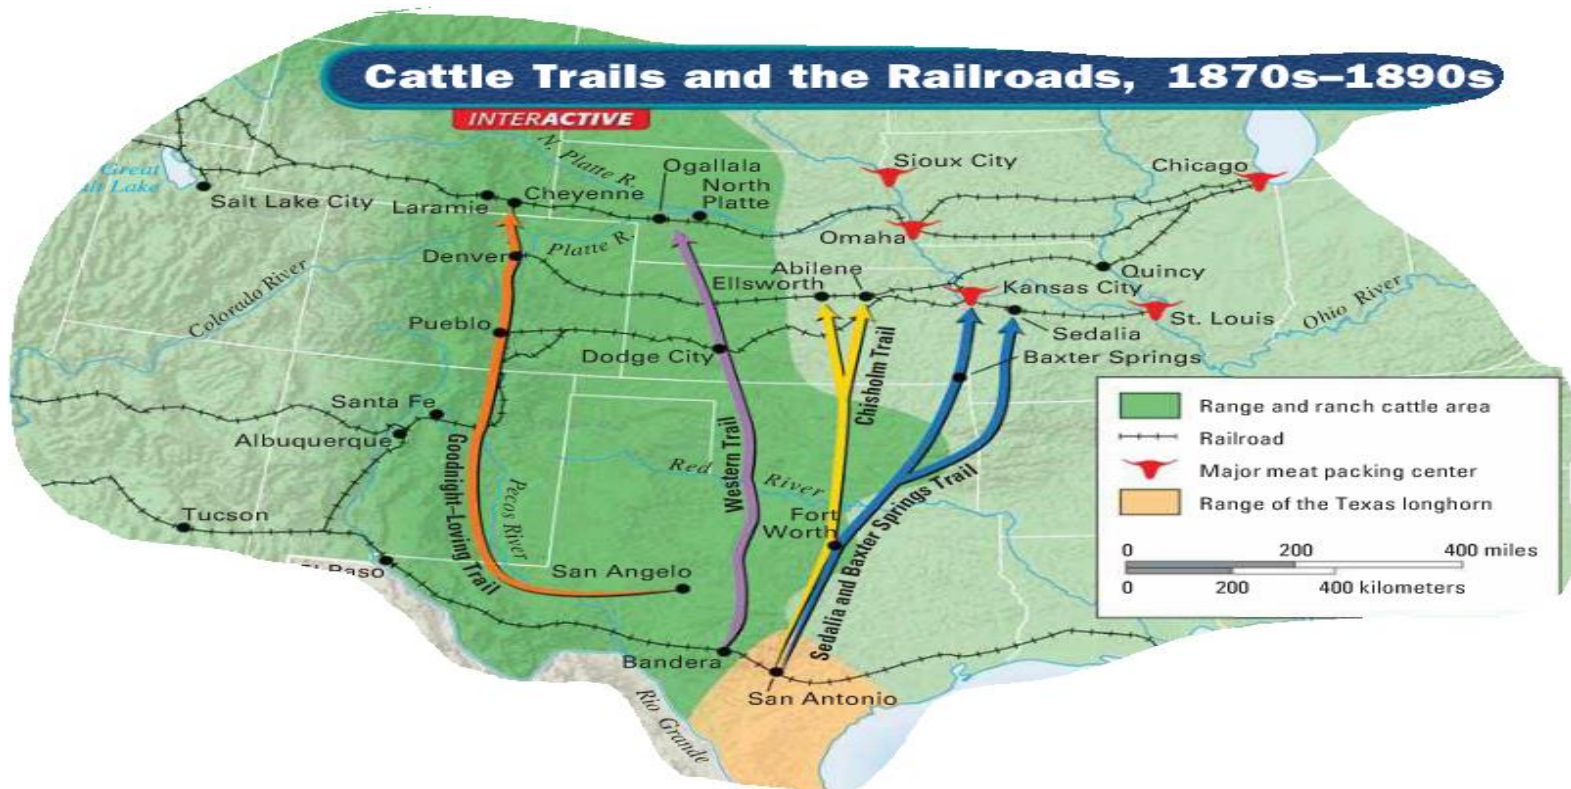 Cattle Trails and the Railroads, 1870s–1890s
INTERACTIVE
N. Platte R.
Ogallala
North
Platte
Sioux City
Chicago
Great
Lake
Salt Lake City
Laramie
Cheyenne
Omaha
Denver
Platte R.
Abilene
Ellsworth
Quincy
Kansas City
Colorado River
Pueblo
Dodge City
Sedalia
St. Louis
Ohio River
Baxter Springs
Chisholm Trail
Santa Fe
Albuquerque
Goodnight–Loving Trail
Pecos River
Western Trail
Red River
Fort
Worth
Sedalia and Baxter Springs Trail
Tucson
Paso
San Angelo
Bandera
San Antonio
Rio Grande
Range and ranch cattle area
Railroad
Major meat packing center
Range of the Texas longhorn
0 200 400 miles
0 200 400 kilometers